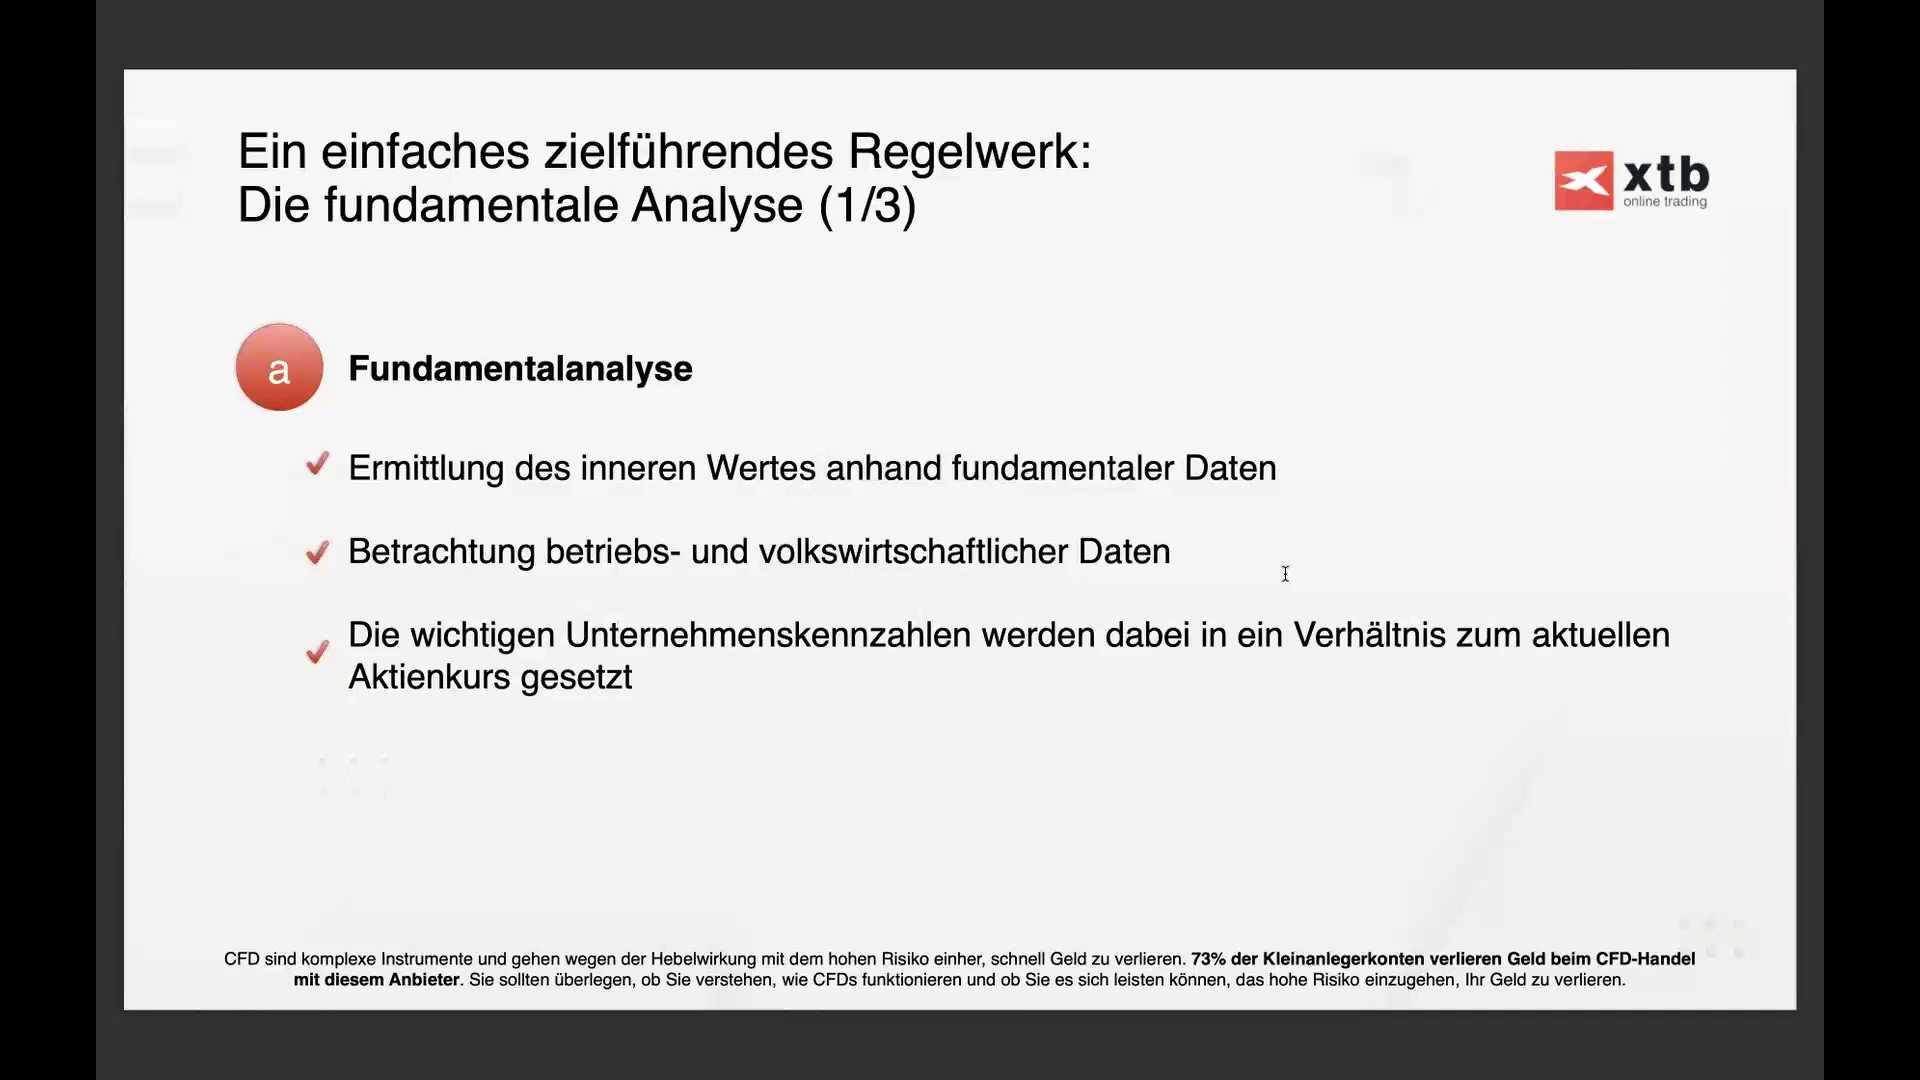 Ein einfaches zielführendes Regelwerk:
Die fundamentale Analyse (1/3)
xtb
online trading
a
Fundamentalanalyse
Ermittlung des inneren Wertes anhand fundamentaler Daten
Betrachtung betriebs- und volkswirtschaftlicher Daten
Die wichtigen Unternehmenskennzahlen werden dabei in ein Verhältnis zum aktuellen
Aktienkurs gesetzt
CFD sind komplexe Instrumente und gehen wegen der Hebelwirkung mit dem hohen Risiko einher, schnell Geld zu verlieren. 73% der Kleinanlegerkonten verlieren Geld beim CFD-Handel
mit diesem Anbieter. Sie sollten überlegen, ob Sie verstehen, wie CFDs funktionieren und ob Sie es sich leisten können, das hohe Risiko einzugehen, Ihr Geld zu verlieren.